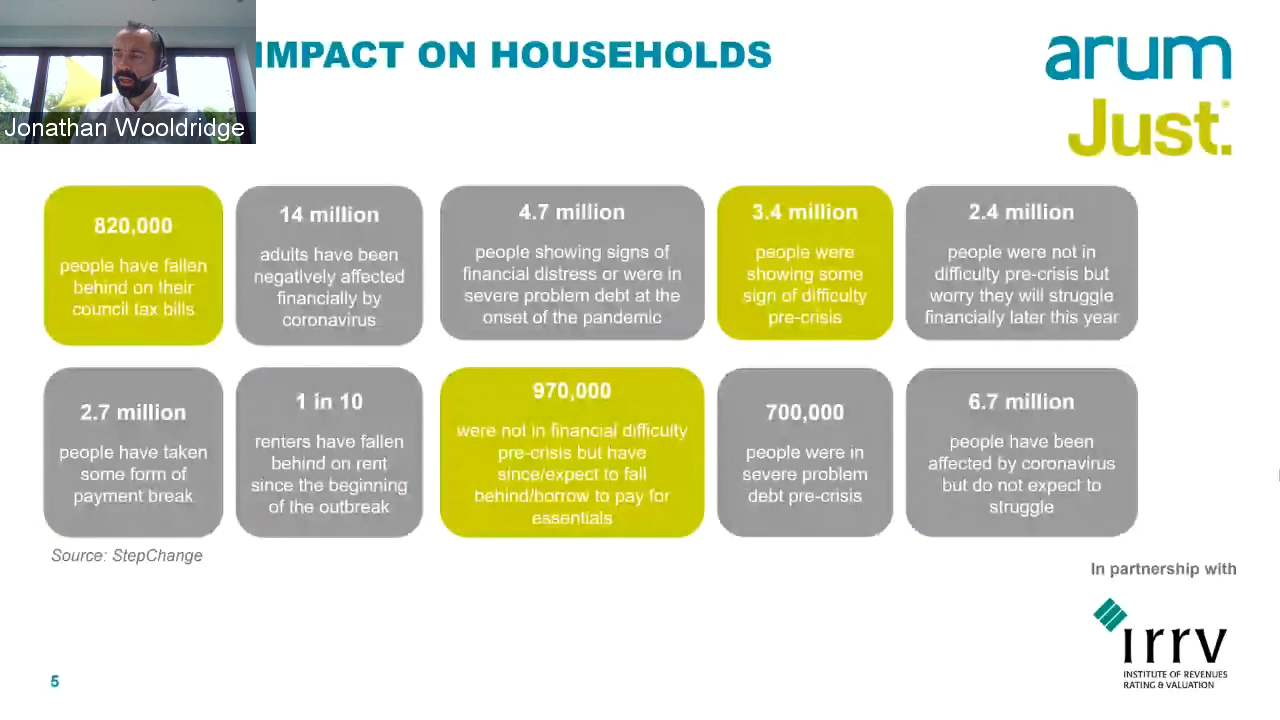 IMPACT ON HOUSEHOLDS
arum
Just.
Jonathan Wooldridge
820,000
people have fallen
behind on their
council tax bills
14 million
adults have been
negatively affected
financially by
coronavirus
4.7 million
people showing signs of
financial distress or were in
severe problem debt at the
onset of the pandemic
3.4 million
people were
showing some
sign of difficulty
pre-crisis
2.4 million
people were not in
difficulty pre-crisis but
worry they will struggle
financially later this year
2.7 million
people have taken
some form of
payment break
1 in 10
renters have fallen
behind on rent
since the beginning
of the outbreak
970,000
were not in financial difficulty
pre-crisis but have
since/expect to fall
behind/borrow to pay for
essentials
700,000
people were in
severe problem
debt pre-crisis
6.7 million
people have been
affected by coronavirus
but do not expect to
struggle
Source: StepChange
In partnership with
irrv
INSTITUTE OF REVENUES
RATING & VALUATION
5